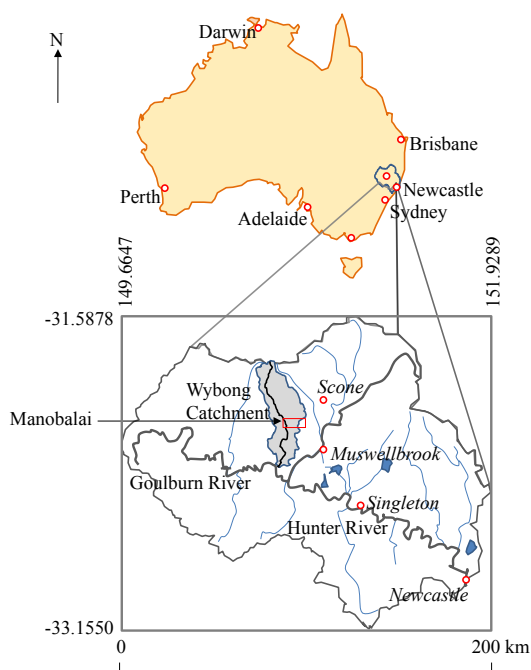 Darwin
N
Brisbane
Perth
Newcastle
Adelaide
Sydney
149.6647
151.9289
-31.5878
Wybong
Catchment
Scone
Manobalai
Muswellbrook
Goulburn River
Singleton
Hunter River
Newcastle
-33.1550
0
200 km